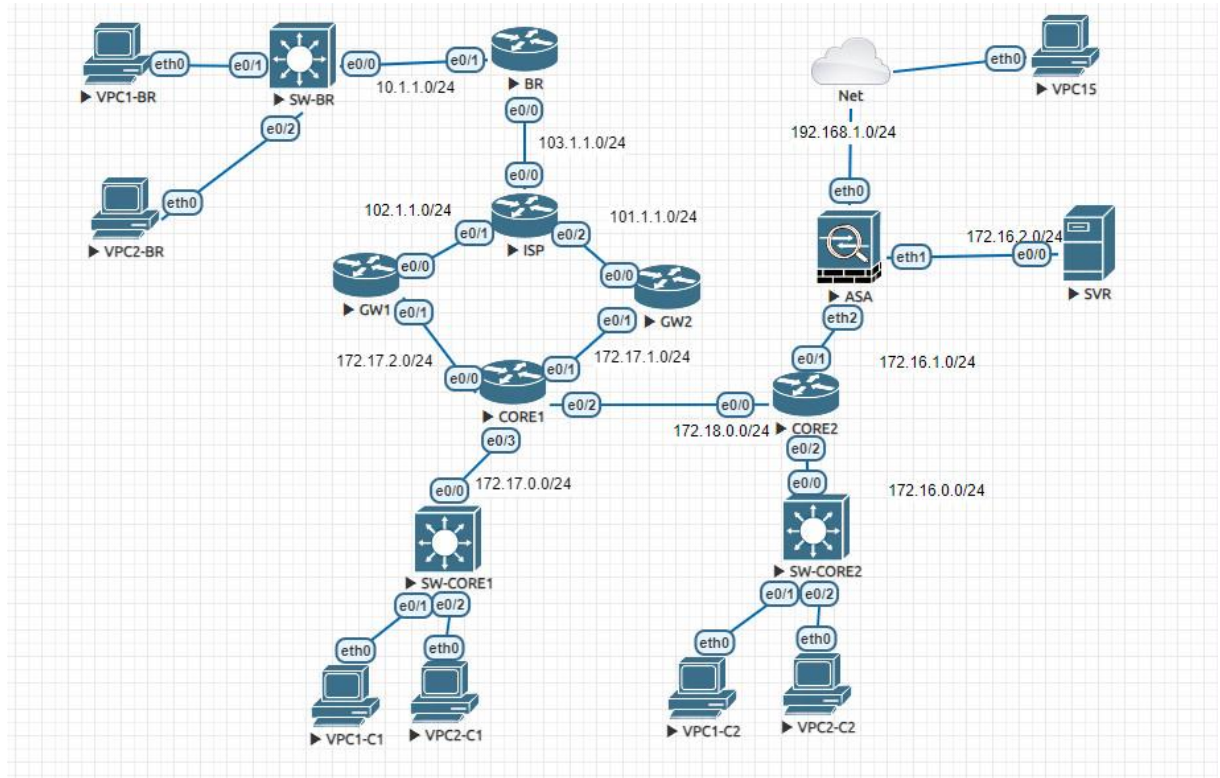 eth0
e0/1
e0/0
e0/1
▶ VPC1-BR
▶ SW-BR
10.1.1.0/24
▶ BR
e0/2
e0/0
103.1.1.0/24
e0/0
eth0
▶ VPC2-BR
102.1.1.0/24
101.1.1.0/24
e0/1
e0/2
▶ ISP
e0/0
e0/0
▶ GW1
▶ GW2
e0/1
e0/1
172.17.2.0/24
172.17.1.0/24
e0/0
e0/1
▶ CORE1
e0/2
e0/0
172.18.0.0/24
e0/3
172.17.0.0/24
e0/0
▶ SW-CORE1
e0/1
e0/2
eth0
eth0
▶ VPC1-C1
▶ VPC2-C1
Net
eth0
▶ VPC15
192.168.1.0/24
eth0
172.16.2.0/24
eth1
e0/0
▶ ASA
▶ SVR
eth2
e0/1
172.16.1.0/24
▶ CORE2
e0/2
e0/0
172.16.0.0/24
▶ SW-CORE2
e0/1
e0/2
eth0
eth0
▶ VPC1-C2
▶ VPC2-C2